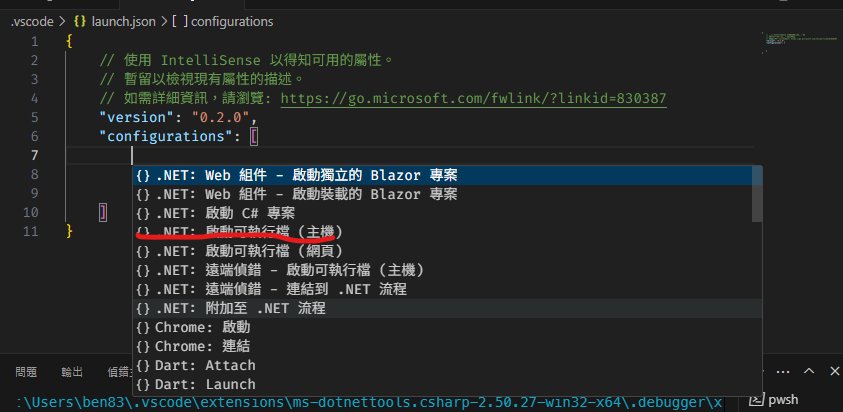 .vscode > {} launch.json > [ ] configurations
1 {
2 // 使用 IntelliSense 以得知可用的屬性。
3 // 暫留以檢視現有屬性的描述。
4 // 如需詳細資訊，請瀏覽: https://go.microsoft.com/fwlink/?linkid=830387
5 "version": "0.2.0",
6 "configurations": [
7
8 {} .NET: Web 組件 - 啟動獨立的 Blazor 專案
9 {} .NET: Web 組件 - 啟動裝載的 Blazor 專案
10 ] {} .NET: 啟動 C# 專案
11 } {} .NET: 啟動可執行檔 (主機)
{} .NET: 啟動可執行檔 (網頁)
{} .NET: 遠端偵錯 - 啟動可執行檔 (主機)
{} .NET: 遠端偵錯 - 連結到 .NET 流程
{} .NET: 附加至 .NET 流程
{} Chrome: 啟動
{} Chrome: 連結
問題 輸出 偵錯 {} Dart: Attach
{} Dart: Launch
:\Users\ben83\.vscode\extensions\ms-dotnettools.csharp-2.50.27-win32-x64\.debugger\x pwsh